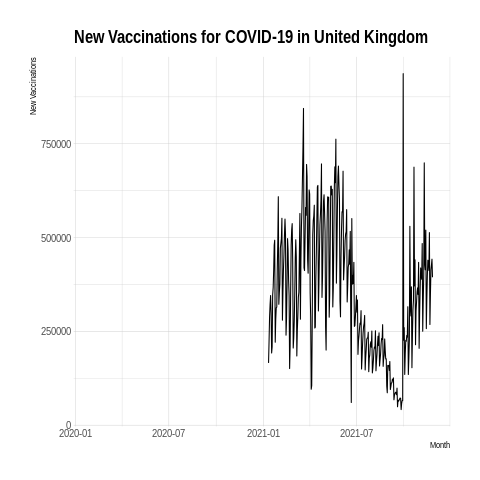 New Vaccinations for COVID-19 in United Kingdom
New Vaccinations
750000
500000
250000
0
2020-01
2020-07
2021-01
2021-07
Month